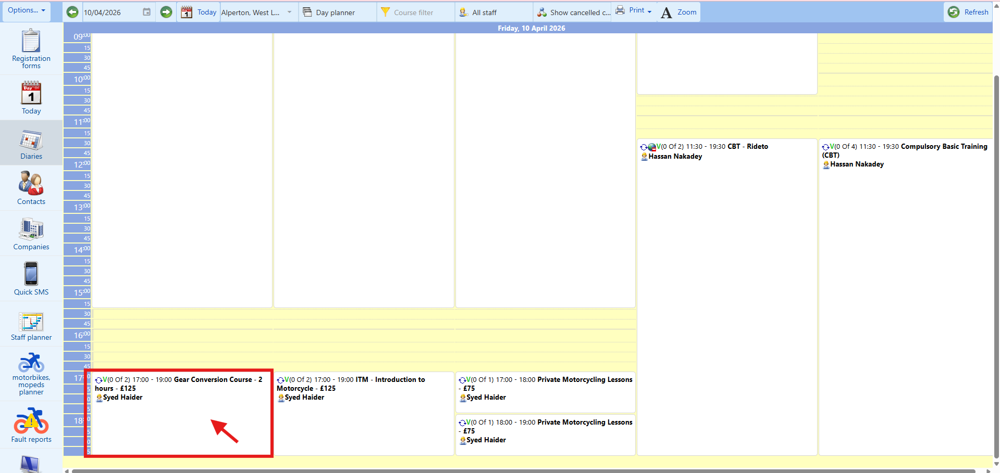 Options...
10/04/2026
1
Today
Alperton, West L...
Day planner
Course filter
All staff
Show cancelled c...
Print
A
Zoom
Refresh
Friday, 10 April 2026
Registration
forms
Day
1
Today
Diaries
Contacts
Companies
Quick SMS
Staff planner
motorbikes,
mopeds
planner
Fault reports
09:00
15
30
45
10:00
15
30
45
11:00
15
30
45
12:00
15
30
45
13:00
15
30
45
14:00
15
30
45
15:00
15
30
45
16:00
15
30
45
17:
18:
V(0 Of 2) 11:30 - 19:30 CBT - Rideto
Hassan Nakadey
V(0 Of 4) 11:30 - 19:30 Compulsory Basic Training
(CBT)
Hassan Nakadey
V(0 Of 2) 17:00 - 19:00 Gear Conversion Course - 2
hours - £125
Syed Haider
V(0 Of 2) 17:00 - 19:00 ITM - Introduction to
Motorcycle - £125
Syed Haider
V(0 Of 1) 17:00 - 18:00 Private Motorcycling Lessons
- £75
Syed Haider
V(0 Of 1) 18:00 - 19:00 Private Motorcycling Lessons
- £75
Syed Haider